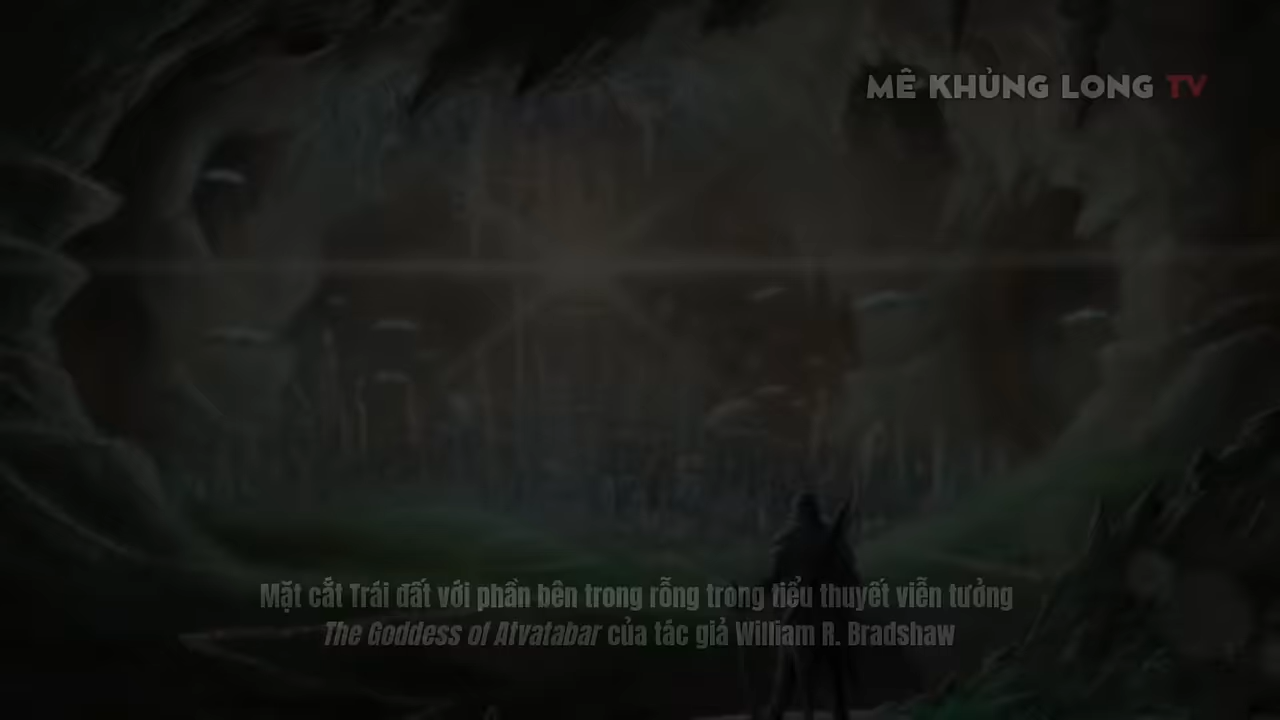 MÊ KHỦNG LONG TV
Mặt cắt Trái đất với phần bên trong rỗng trong tiểu thuyết viễn tưởng
The Goddess of Atvatabar của tác giả William R. Bradshaw